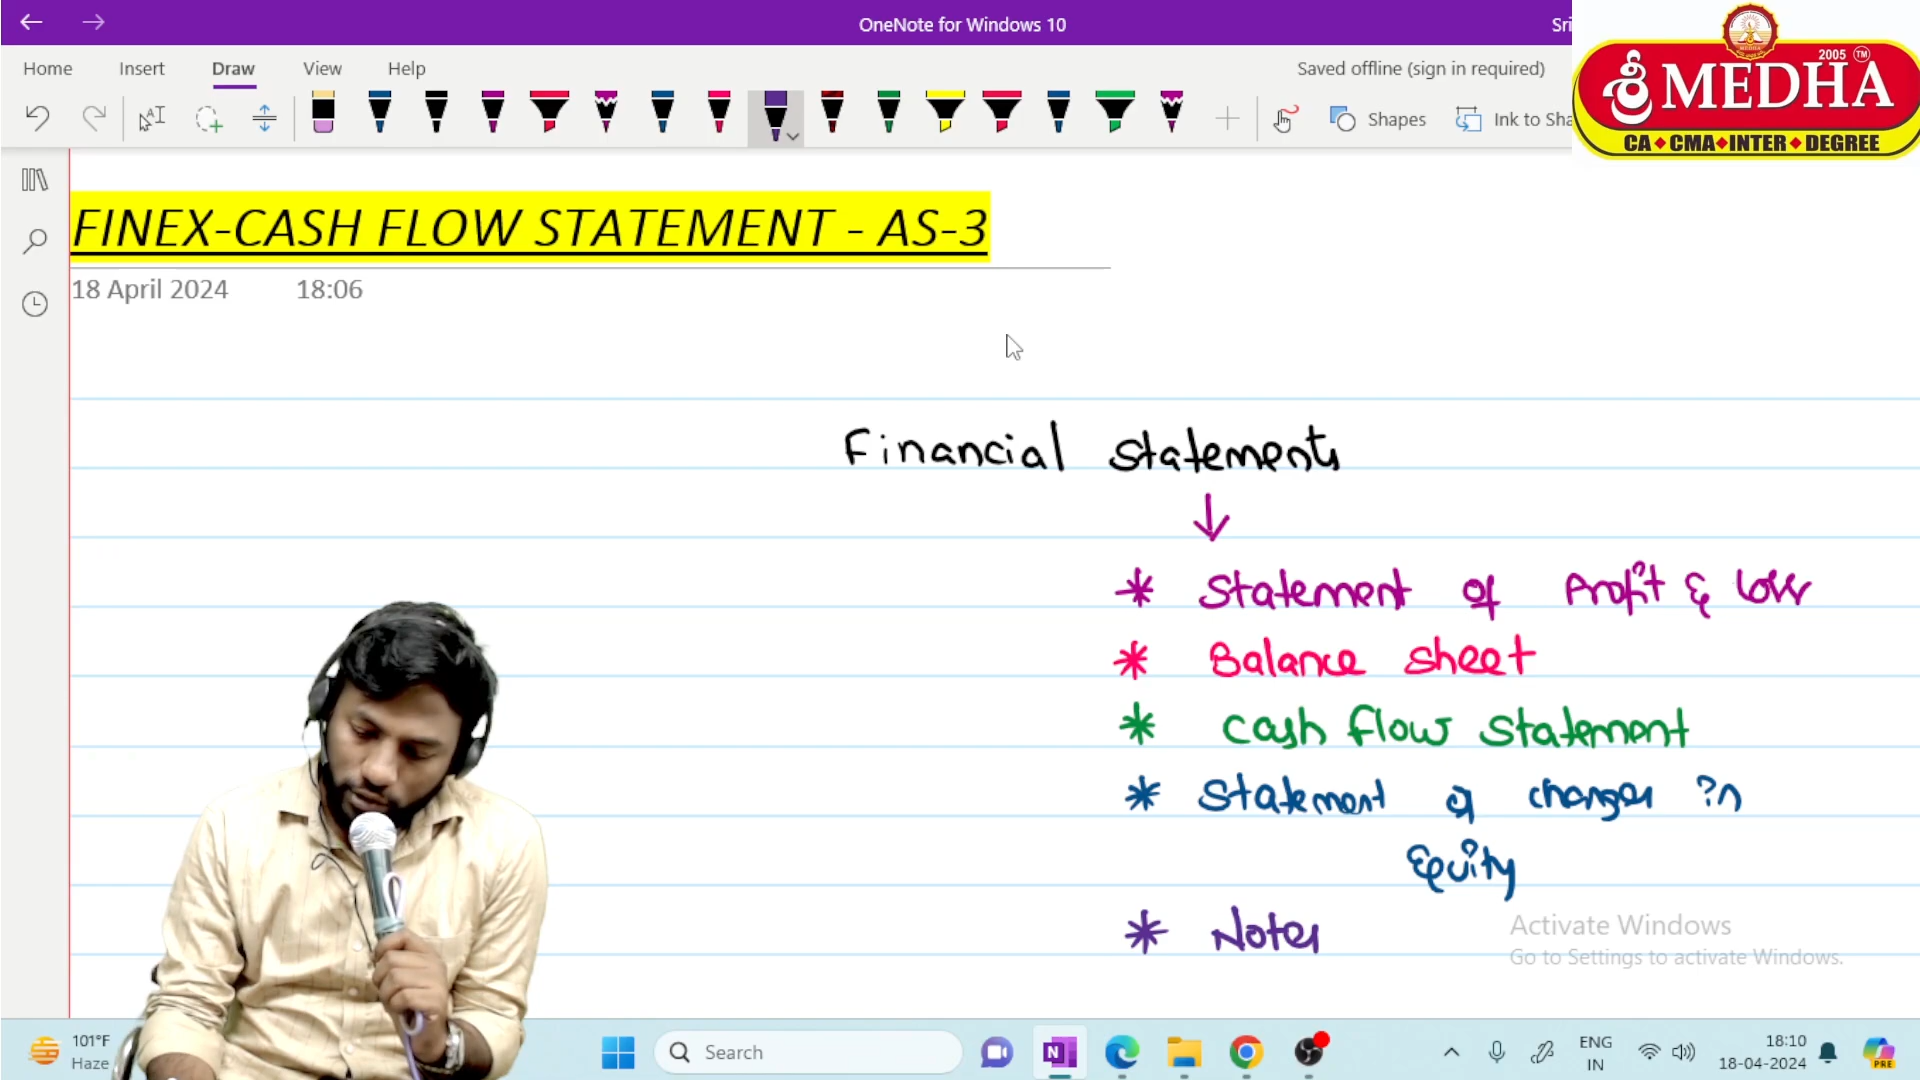 OneNote for Windows 10
Sri
2005 TM
MEDHA
CA CMA INTER DEGREE
Home Insert Draw View Help
Saved offline (sign in required)
Shapes
Ink to Sha
FINEX-CASH FLOW STATEMENT - AS-3
18 April 2024 18:06
Financial Statements
* Statement of Profit & Loss
* Balance sheet
* Cash flow statement
* Statement of changes in
Equity
* Notes
Activate Windows
Go to Settings to activate Windows.
101°F
Haze
Search
ENG
IN
18:10
18-04-2024
PRE